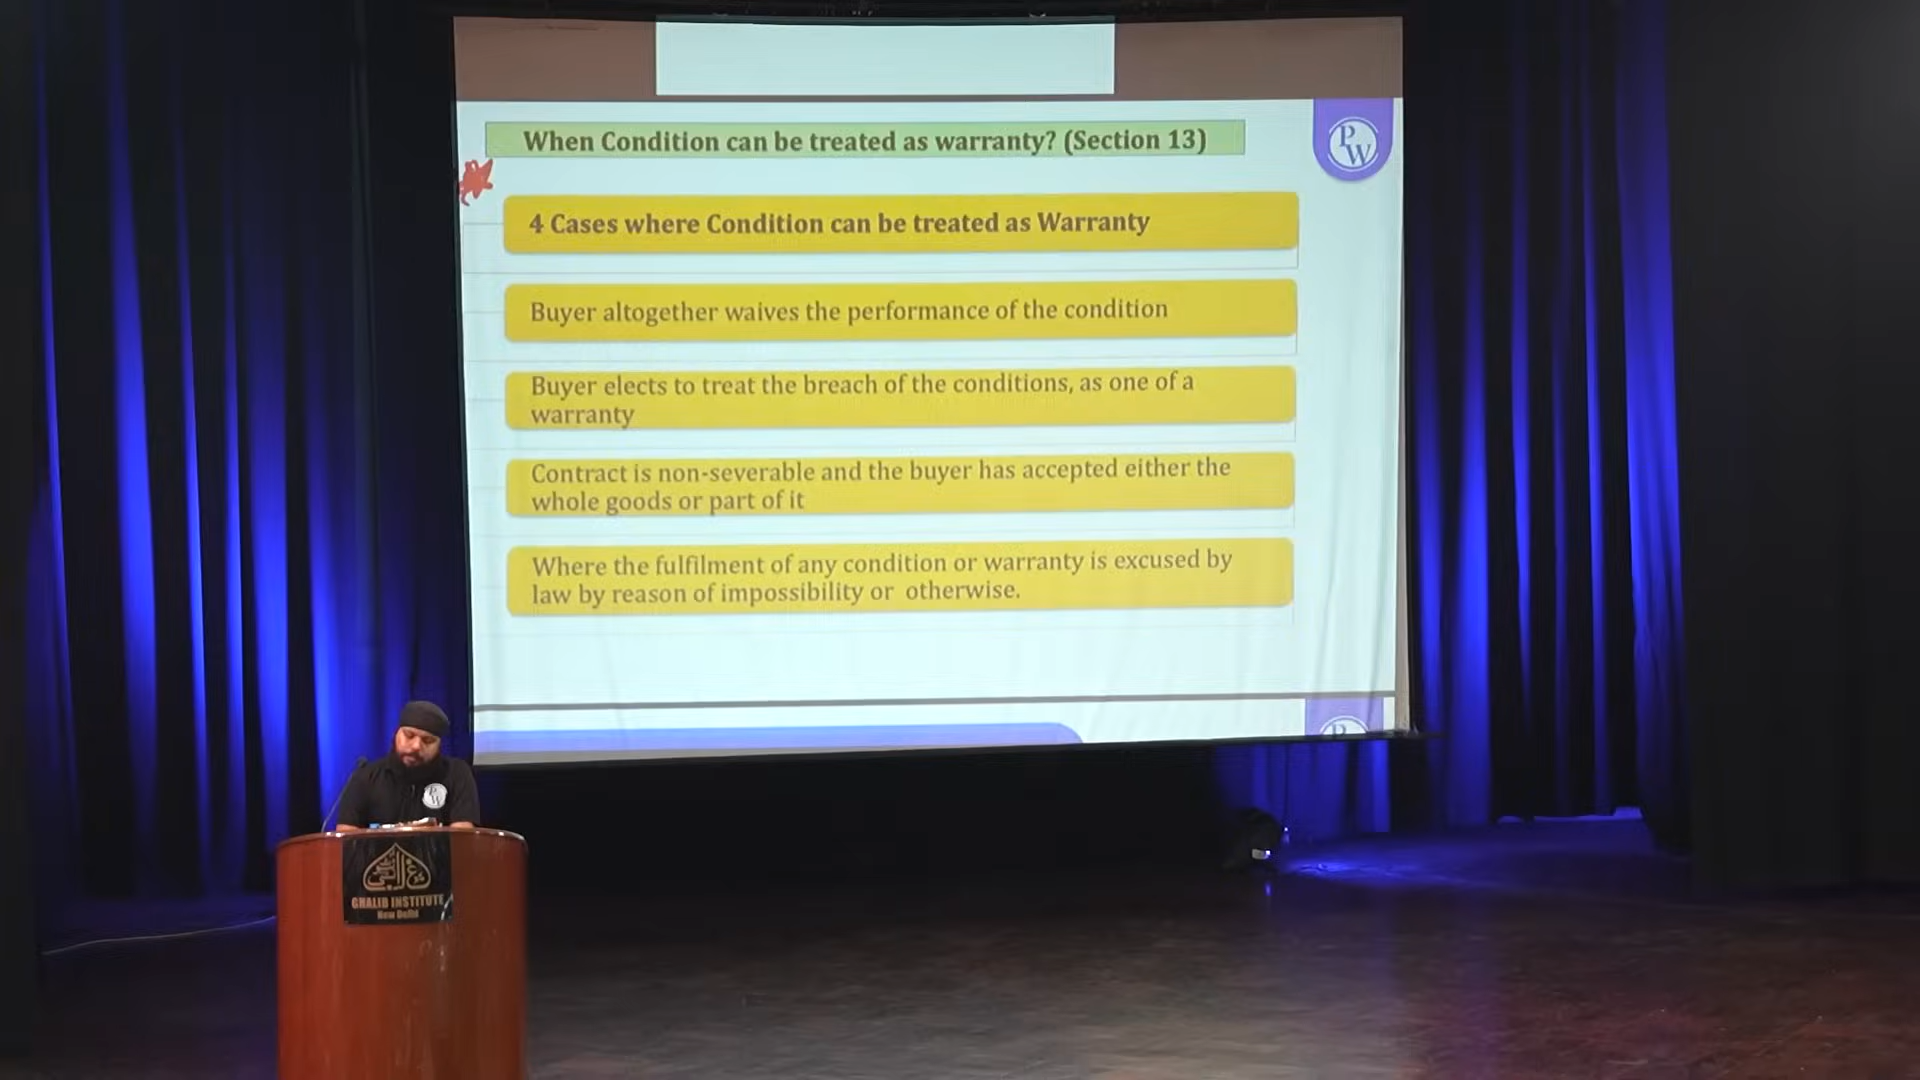 When Condition can be treated as warranty? (Section 13)
PW
4 Cases where Condition can be treated as Warranty
Buyer altogether waives the performance of the condition
Buyer elects to treat the breach of the conditions, as one of a
warranty
Contract is non-severable and the buyer has accepted either the
whole goods or part of it
Where the fulfilment of any condition or warranty is excused by
law by reason of impossibility or otherwise.
PW
GHALIB INSTITUTE
New Delhi